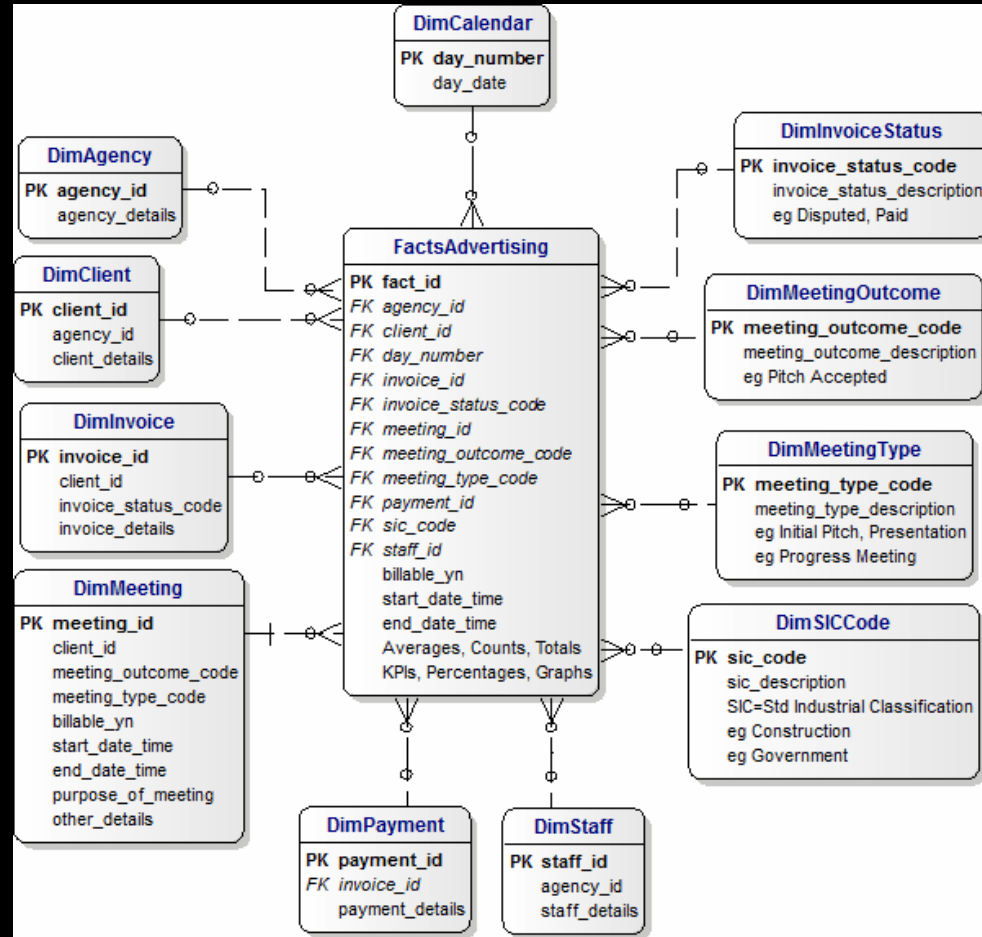 DimCalendar
PK day_number
day_date
DimAgency
PK agency_id
agency_details
DimClient
PK client_id
agency_id
client_details
DimInvoice
PK invoice_id
client_id
invoice_status_code
invoice_details
DimMeeting
PK meeting_id
client_id
meeting_outcome_code
meeting_type_code
billable_yn
start_date_time
end_date_time
purpose_of_meeting
other_details
FactsAdvertising
PK fact_id
FK agency_id
FK client_id
FK day_number
FK invoice_id
FK invoice_status_code
FK meeting_id
FK meeting_outcome_code
FK meeting_type_code
FK payment_id
FK sic_code
FK staff_id
billable_yn
start_date_time
end_date_time
Averages, Counts, Totals
KPIs, Percentages, Graphs
DimInvoiceStatus
PK invoice_status_code
invoice_status_description
eg Disputed, Paid
DimMeetingOutcome
PK meeting_outcome_code
meeting_outcome_description
eg Pitch Accepted
DimMeetingType
PK meeting_type_code
meeting_type_description
eg Initial Pitch, Presentation
eg Progress Meeting
DimSICCode
PK sic_code
sic_description
SIC=Std Industrial Classification
eg Construction
eg Government
DimPayment
PK payment_id
FK invoice_id
payment_details
DimStaff
PK staff_id
agency_id
staff_details